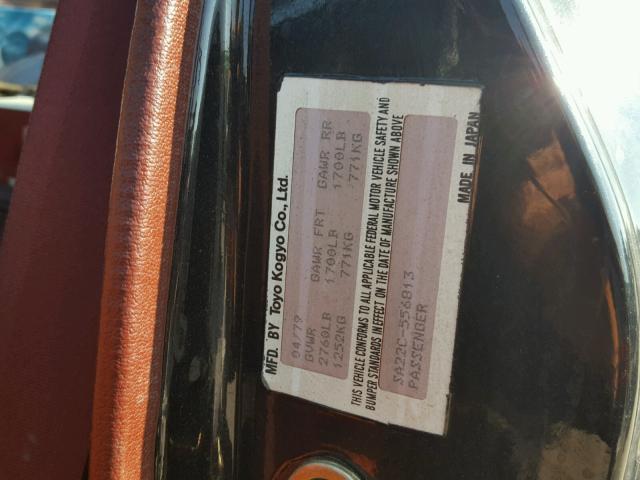 MFD. BY Toyo Kogyo Co., Ltd.
04/79
GVWR GAWR FRT GAWR RR
2760LB 1700LB 1700LB
1252KG 771KG 771KG
THIS VEHICLE CONFORMS TO ALL APPLICABLE FEDERAL MOTOR VEHICLE SAFETY AND
BUMPER STANDARDS IN EFFECT ON THE DATE OF MANUFACTURE SHOWN ABOVE
SA22C-556813
PASSENGER
MADE IN JAPAN